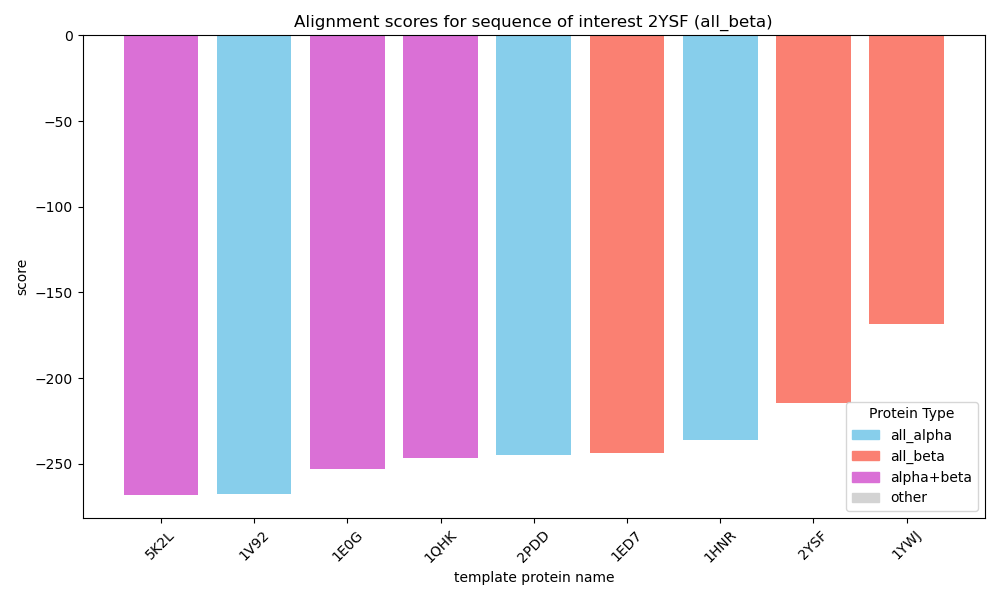 Alignment scores for sequence of interest 2YSF (all_beta)
score
0
−50
−100
−150
−200
−250
Protein Type
all_alpha
all_beta
alpha+beta
other
5K2L
1V92
1E0G
1QHK
2PDD
1ED7
1HNR
2YSF
1YWJ
template protein name